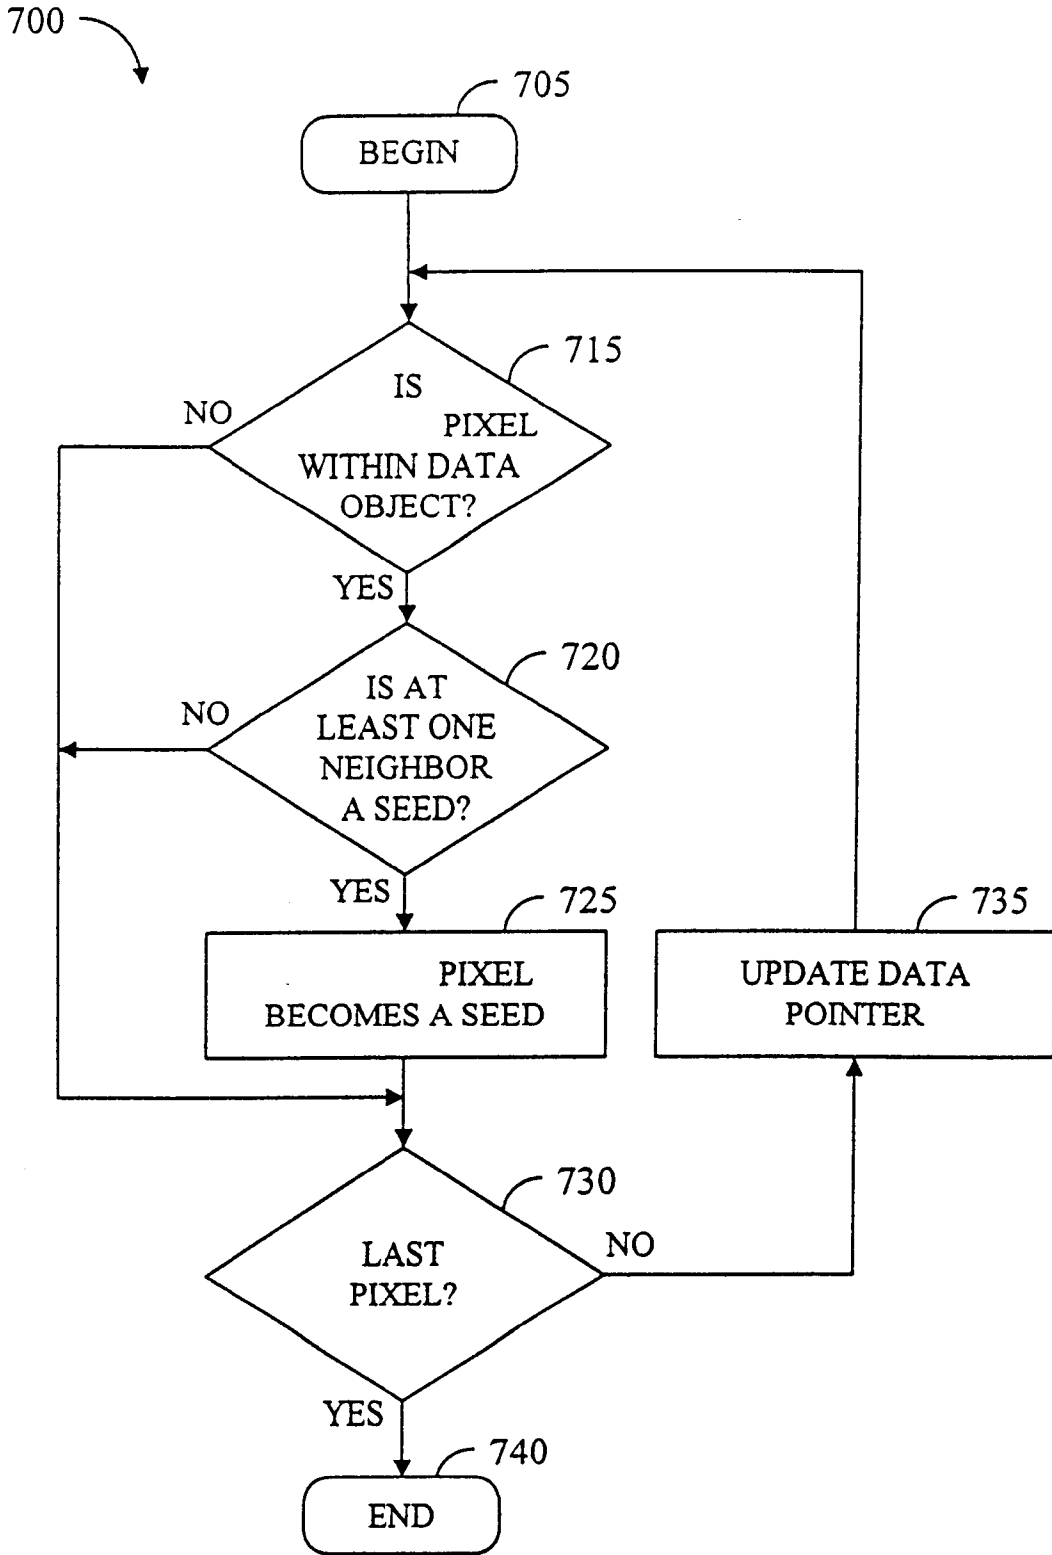 700
705
BEGIN
715
IS
NO
PIXEL
WITHIN DATA
OBJECT?
YES
720
IS AT
NO
LEAST ONE
NEIGHBOR
A SEED?
YES
725
735
PIXEL
BECOMES A SEED
UPDATE DATA
POINTER
730
NO
LAST
PIXEL?
YES
740
END